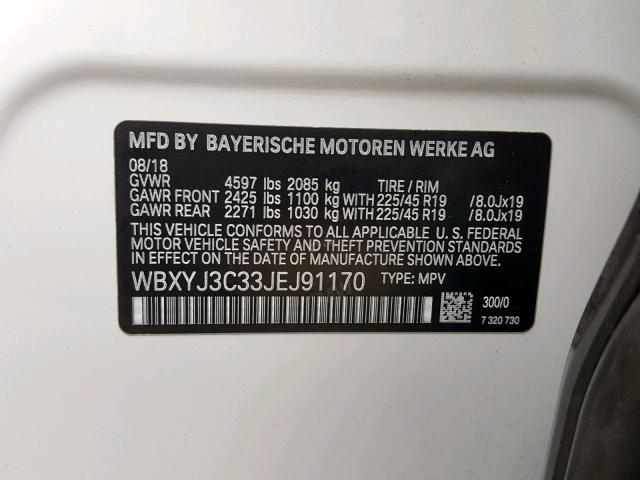 MFD BY BAYERISCHE MOTOREN WERKE AG
08/18
GVWR 4597 lbs 2085 kg TIRE / RIM
GAWR FRONT 2425 lbs 1100 kg WITH 225/45 R19 /8.0Jx19
GAWR REAR 2271 lbs 1030 kg WITH 225/45 R19 /8.0Jx19
THIS VEHICLE CONFORMS TO ALL APPLICABLE U. S. FEDERAL
MOTOR VEHICLE SAFETY, BUMPER, AND THEFT PREVENTION STANDARDS
IN EFFECT ON THE DATE OF MANUFACTURE SHOWN ABOVE.
WBXYJ3C33JEJ91170 TYPE: MPV
300/0
7 320 730